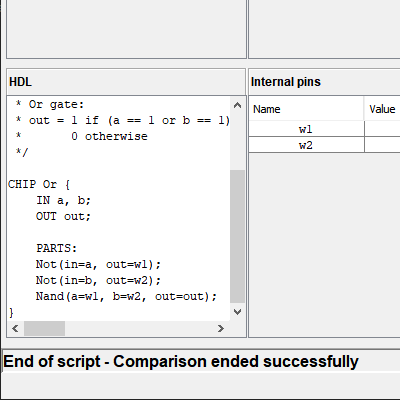 HDL
Internal pins
* Or gate:
* out = 1 if (a == 1 or b == 1)
* 0 otherwise
*/
CHIP Or {
IN a, b;
OUT out;
PARTS:
Not(in=a, out=w1);
Not(in=b, out=w2);
Nand(a=w1, b=w2, out=out);
}
Name Value
w1
w2
End of script - Comparison ended successfully